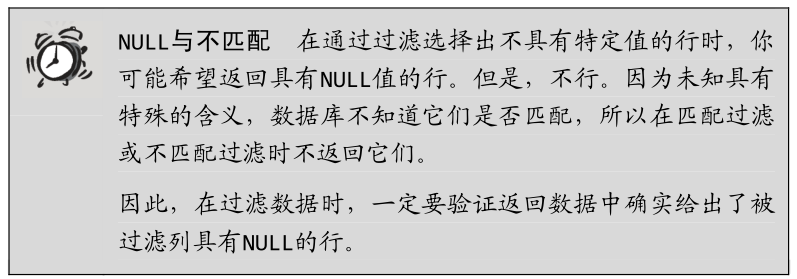 NULL与不匹配 在通过过滤选择出不具有特定值的行时，你
可能希望返回具有NULL值的行。但是，不行。因为未知具有
特殊的含义，数据库不知道它们是否匹配，所以在匹配过滤
或不匹配过滤时不返回它们。
因此，在过滤数据时，一定要验证返回数据中确实给出了被
过滤列具有NULL的行。